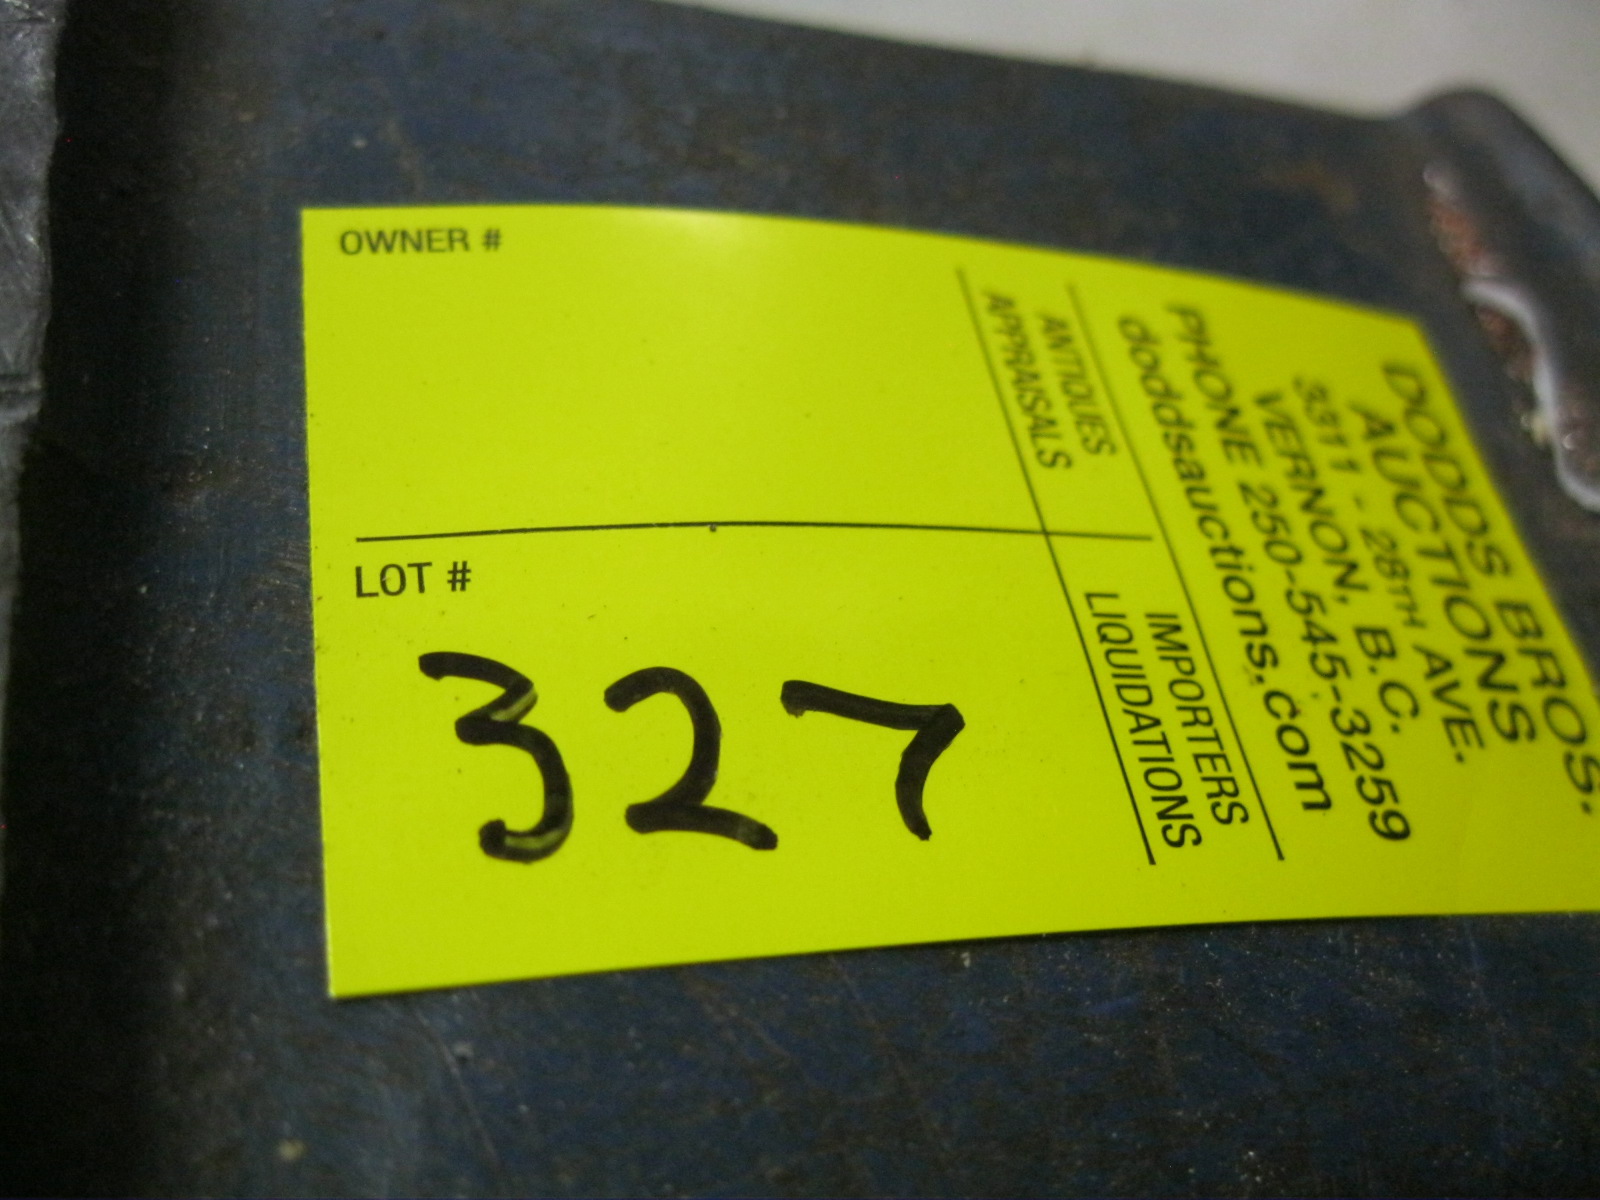 OWNER #
LOT #
327
DODDS BROS.
AUCTIONS
3311 - 28TH AVE.
VERNON, B.C.
PHONE 250-545-3259
doddsauctions.com
ANTIQUES
APPRAISALS
IMPORTERS
LIQUIDATIONS